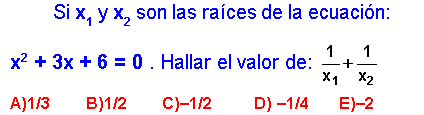 Si x₁ y x₂ son las raíces de la ecuación:
x² + 3x + 6 = 0 . Hallar el valor de: 1/x₁ + 1/x₂
A)1/3 B)1/2 C)–1/2 D) –1/4 E)–2